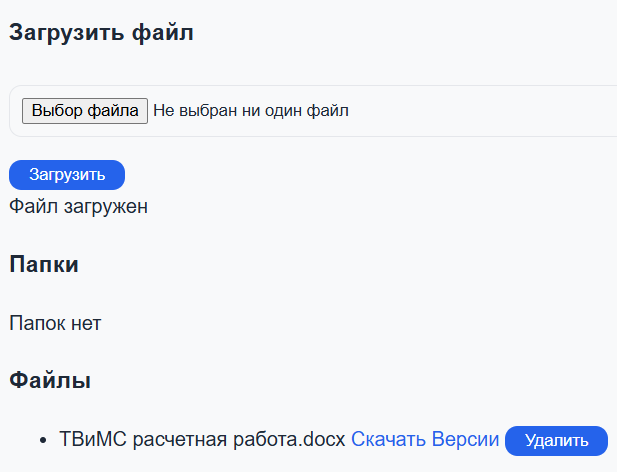 Загрузить файл
Выбор файла Не выбран ни один файл
Загрузить
Файл загружен
Папки
Папок нет
Файлы
ТВиМС расчетная работа.docx Скачать Версии Удалить